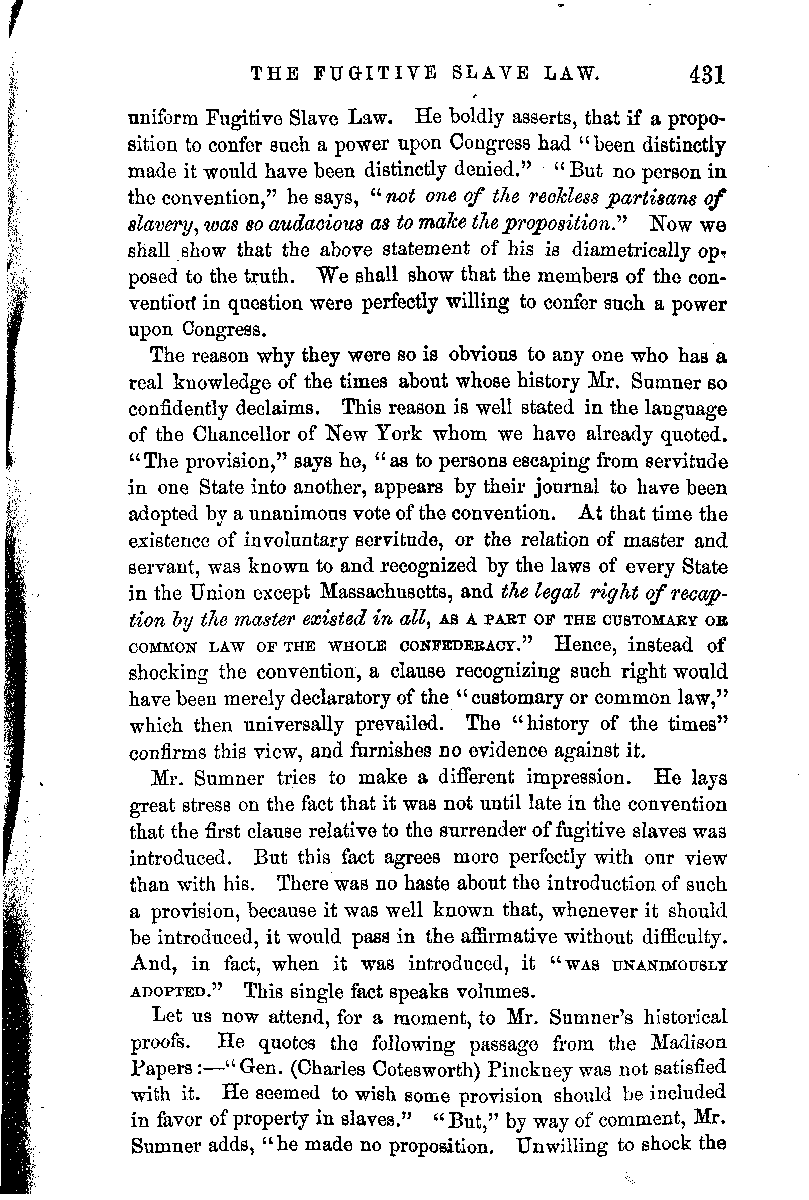 THE FUGITIVE SLAVE LAW. 431
uniform Fugitive Slave Law. He boldly asserts, that if a propo-
sition to confer such a power upon Congress had "been distinctly
made it would have been distinctly denied." "But no person in
the convention," he says, "not one of the reckless partisans of
slavery, was so audacious as to make the proposition." Now we
shall show that the above statement of his is diametrically op-
posed to the truth. We shall show that the members of the con-
vention in question were perfectly willing to confer such a power
upon Congress.
The reason why they were so is obvious to any one who has a
real knowledge of the times about whose history Mr. Sumner so
confidently declaims. This reason is well stated in the language
of the Chancellor of New York whom we have already quoted.
"The provision," says he, "as to persons escaping from servitude
in one State into another, appears by their journal to have been
adopted by a unanimous vote of the convention. At that time the
existence of involuntary servitude, or the relation of master and
servant, was known to and recognized by the laws of every State
in the Union except Massachusetts, and the legal right of recap-
tion by the master existed in all, AS A PART OF THE CUSTOMARY OR
COMMON LAW OF THE WHOLE CONFEDERACY." Hence, instead of
shocking the convention, a clause recognizing such right would
have been merely declaratory of the "customary or common law,"
which then universally prevailed. The "history of the times"
confirms this view, and furnishes no evidence against it.
Mr. Sumner tries to make a different impression. He lays
great stress on the fact that it was not until late in the convention
that the first clause relative to the surrender of fugitive slaves was
introduced. But this fact agrees more perfectly with our view
than with his. There was no haste about the introduction of such
a provision, because it was well known that, whenever it should
be introduced, it would pass in the affirmative without difficulty.
And, in fact, when it was introduced, it "WAS UNANIMOUSLY
ADOPTED." This single fact speaks volumes.
Let us now attend, for a moment, to Mr. Sumner's historical
proofs. He quotes the following passage from the Madison
Papers:—"Gen. (Charles Cotesworth) Pinckney was not satisfied
with it. He seemed to wish some provision should be included
in favor of property in slaves." "But," by way of comment, Mr.
Sumner adds, "he made no proposition. Unwilling to shock the